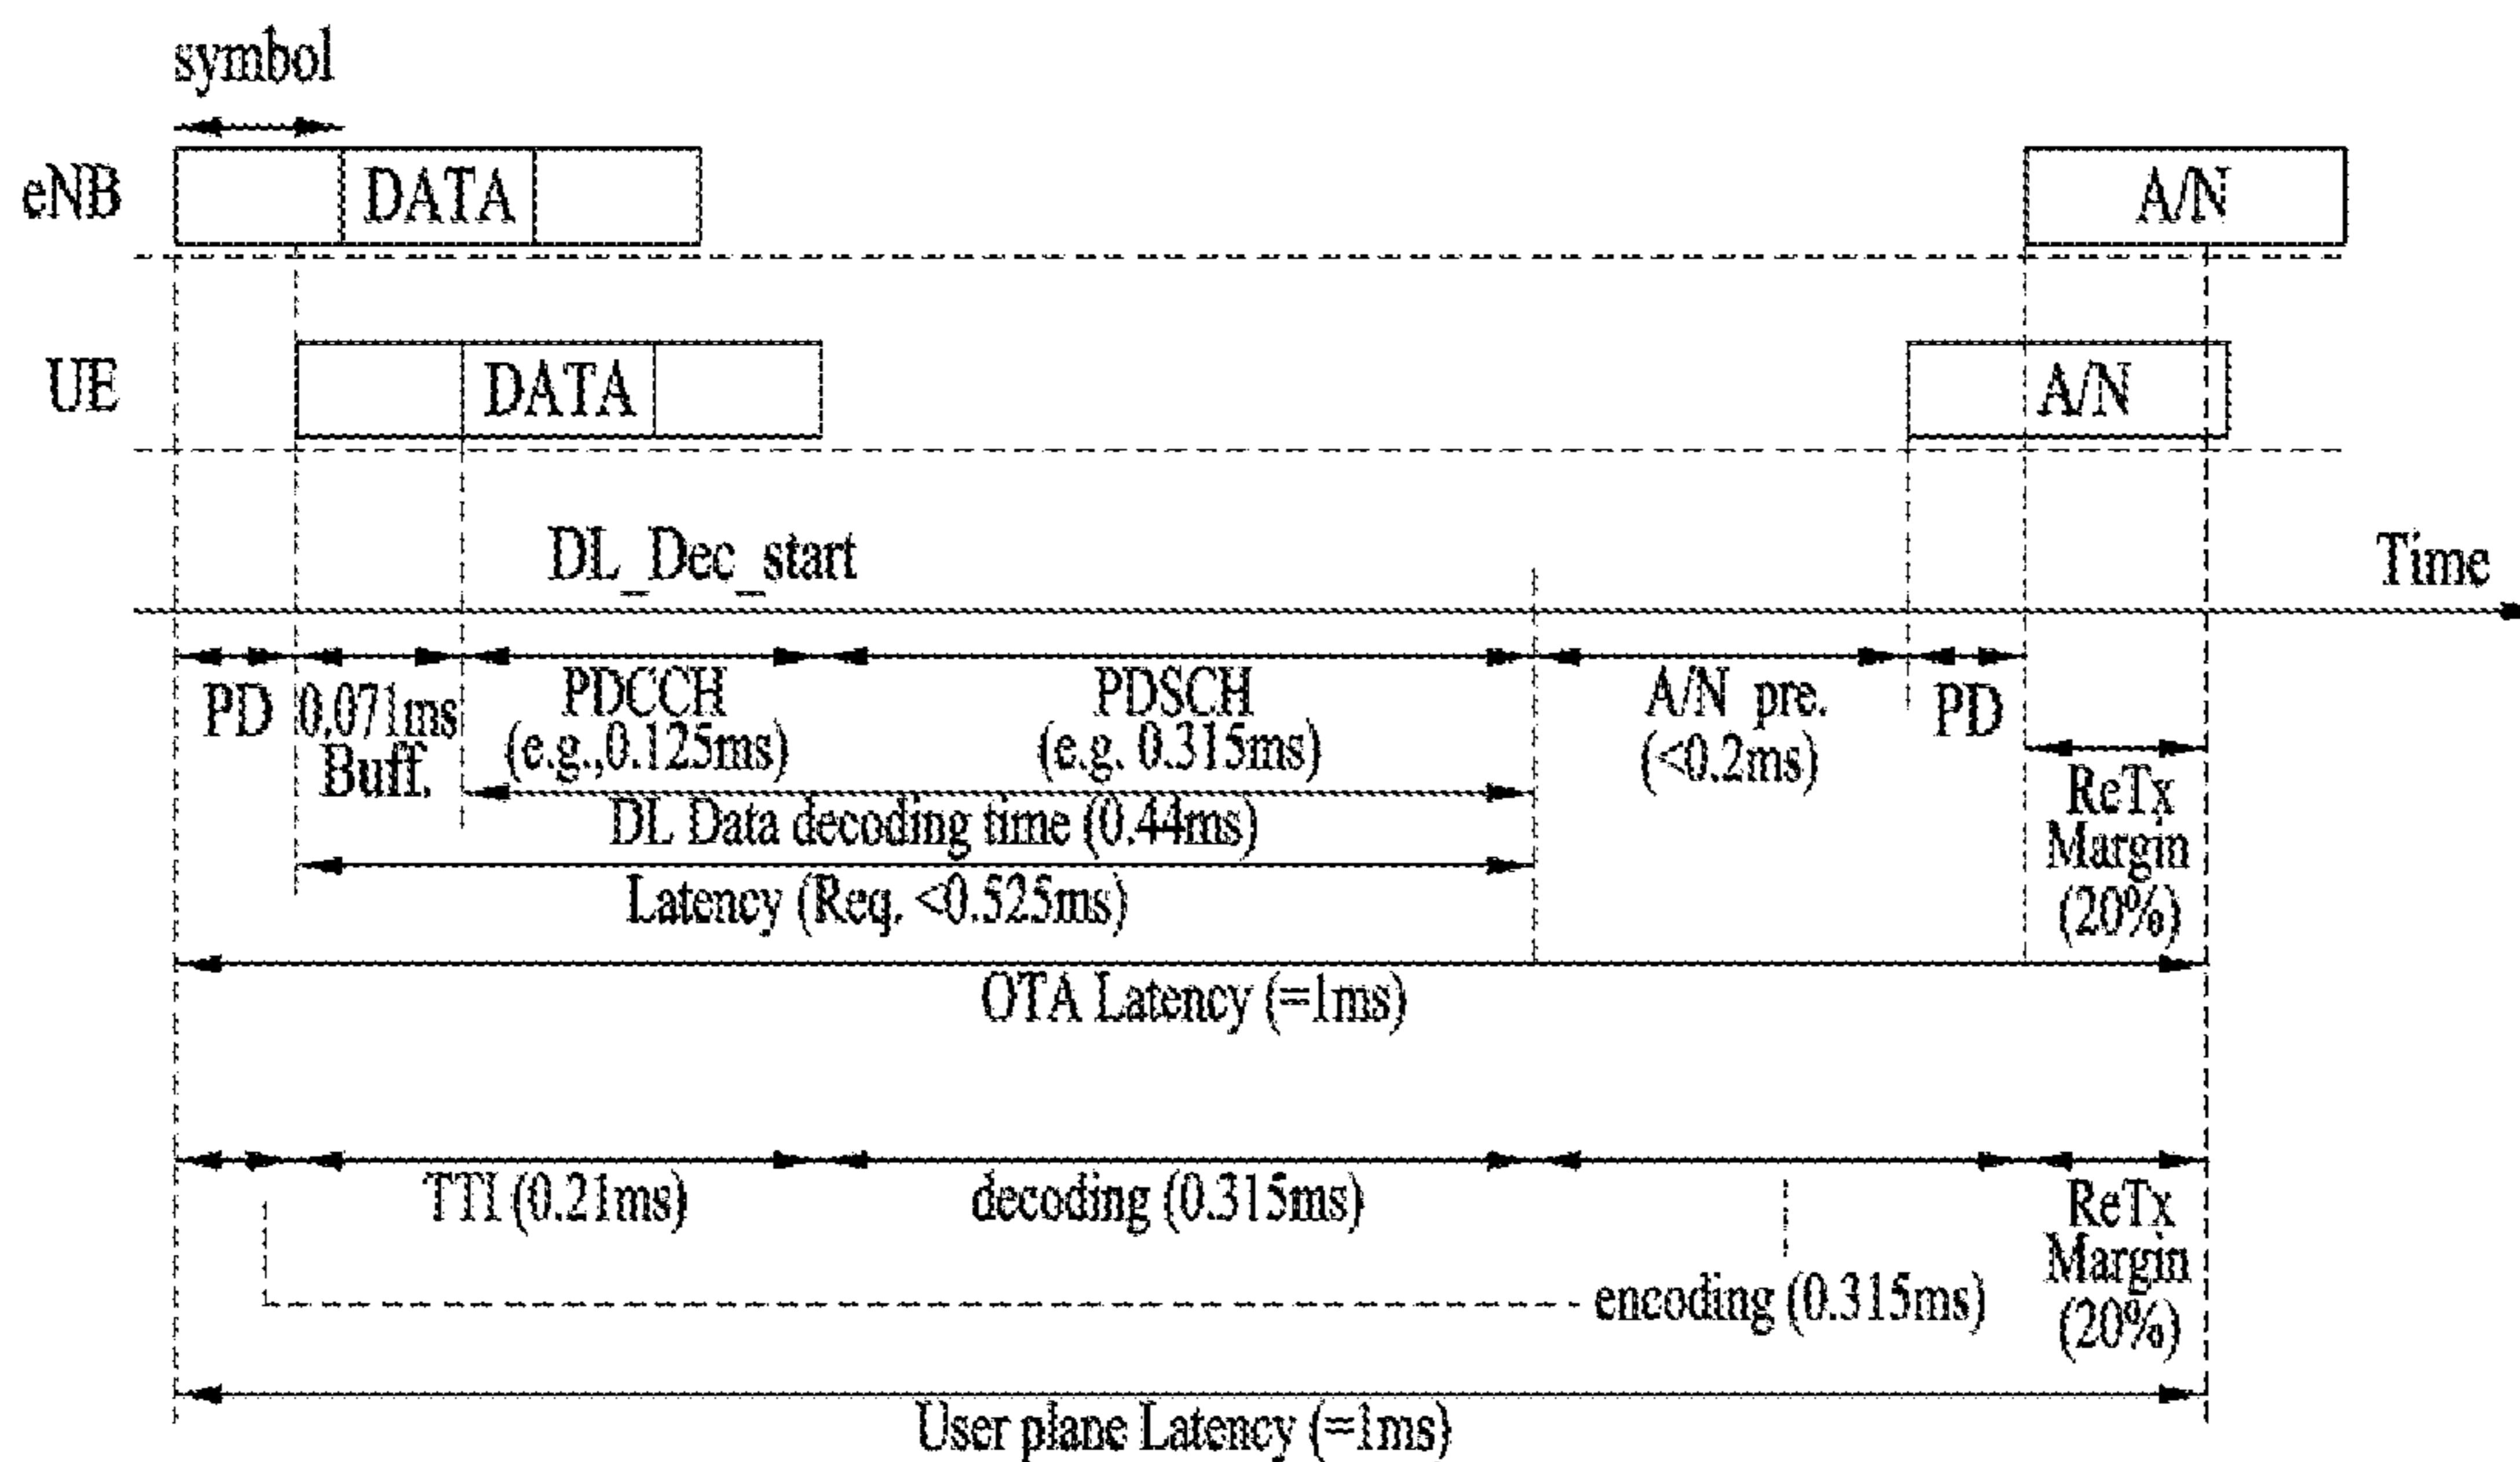 symbol
eNB
DATA
A/N
UE
DATA
A/N
DL_Dec_start
Time
PD
0.071ms
Buff.
PDCCH
(e.g.,0.125ms)
PDSCH
(e.g. 0.315ms)
A/N pre.
(<0.2ms)
PD
ReTx
Margin
(20%)
DL Data decoding time (0.44ms)
Latency (Req. <0.525ms)
OTA Latency (=1ms)
TTI (0.21ms)
decoding (0.315ms)
ReTx
Margin
(20%)
encoding (0.315ms)
User plane Latency (=1ms)